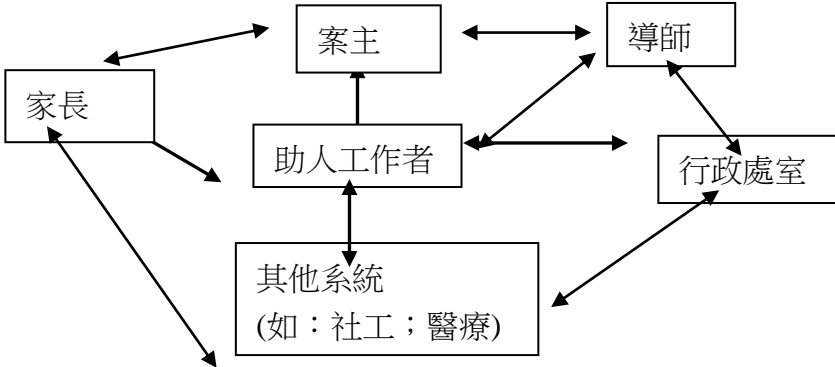 案主
導師
家長
助人工作者
行政處室
其他系統
(如：社工；醫療)